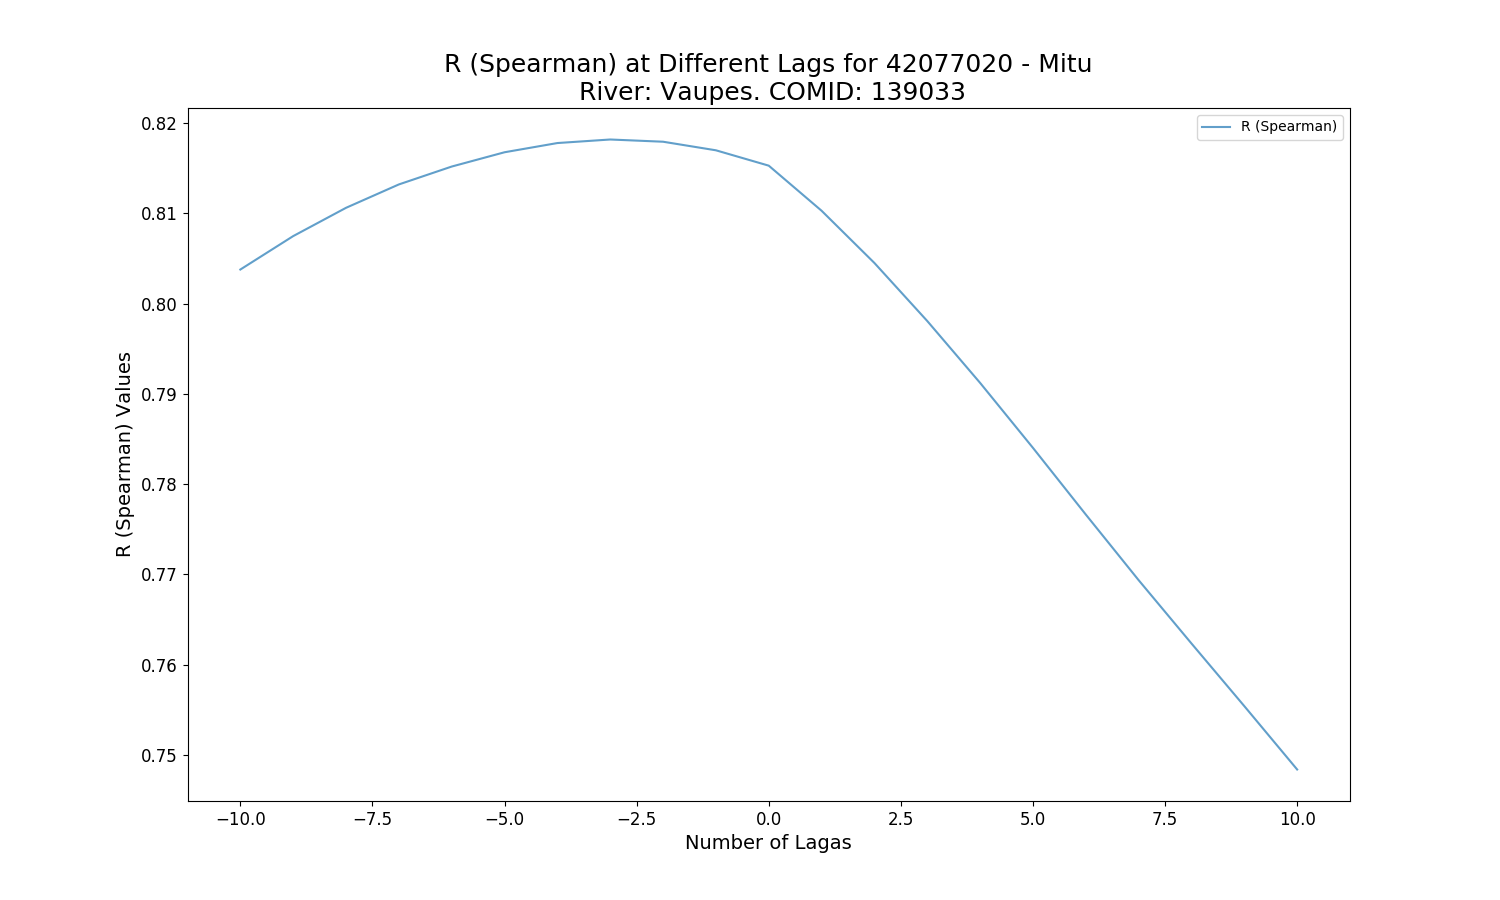 R (Spearman) at Different Lags for 42077020 - Mitu
River: Vaupes. COMID: 139033
R (Spearman)
0.82
0.81
0.80
0.79
0.78
0.77
0.76
0.75
R (Spearman) Values
−10.0 −7.5 −5.0 −2.5 0.0 2.5 5.0 7.5 10.0
Number of Lagas